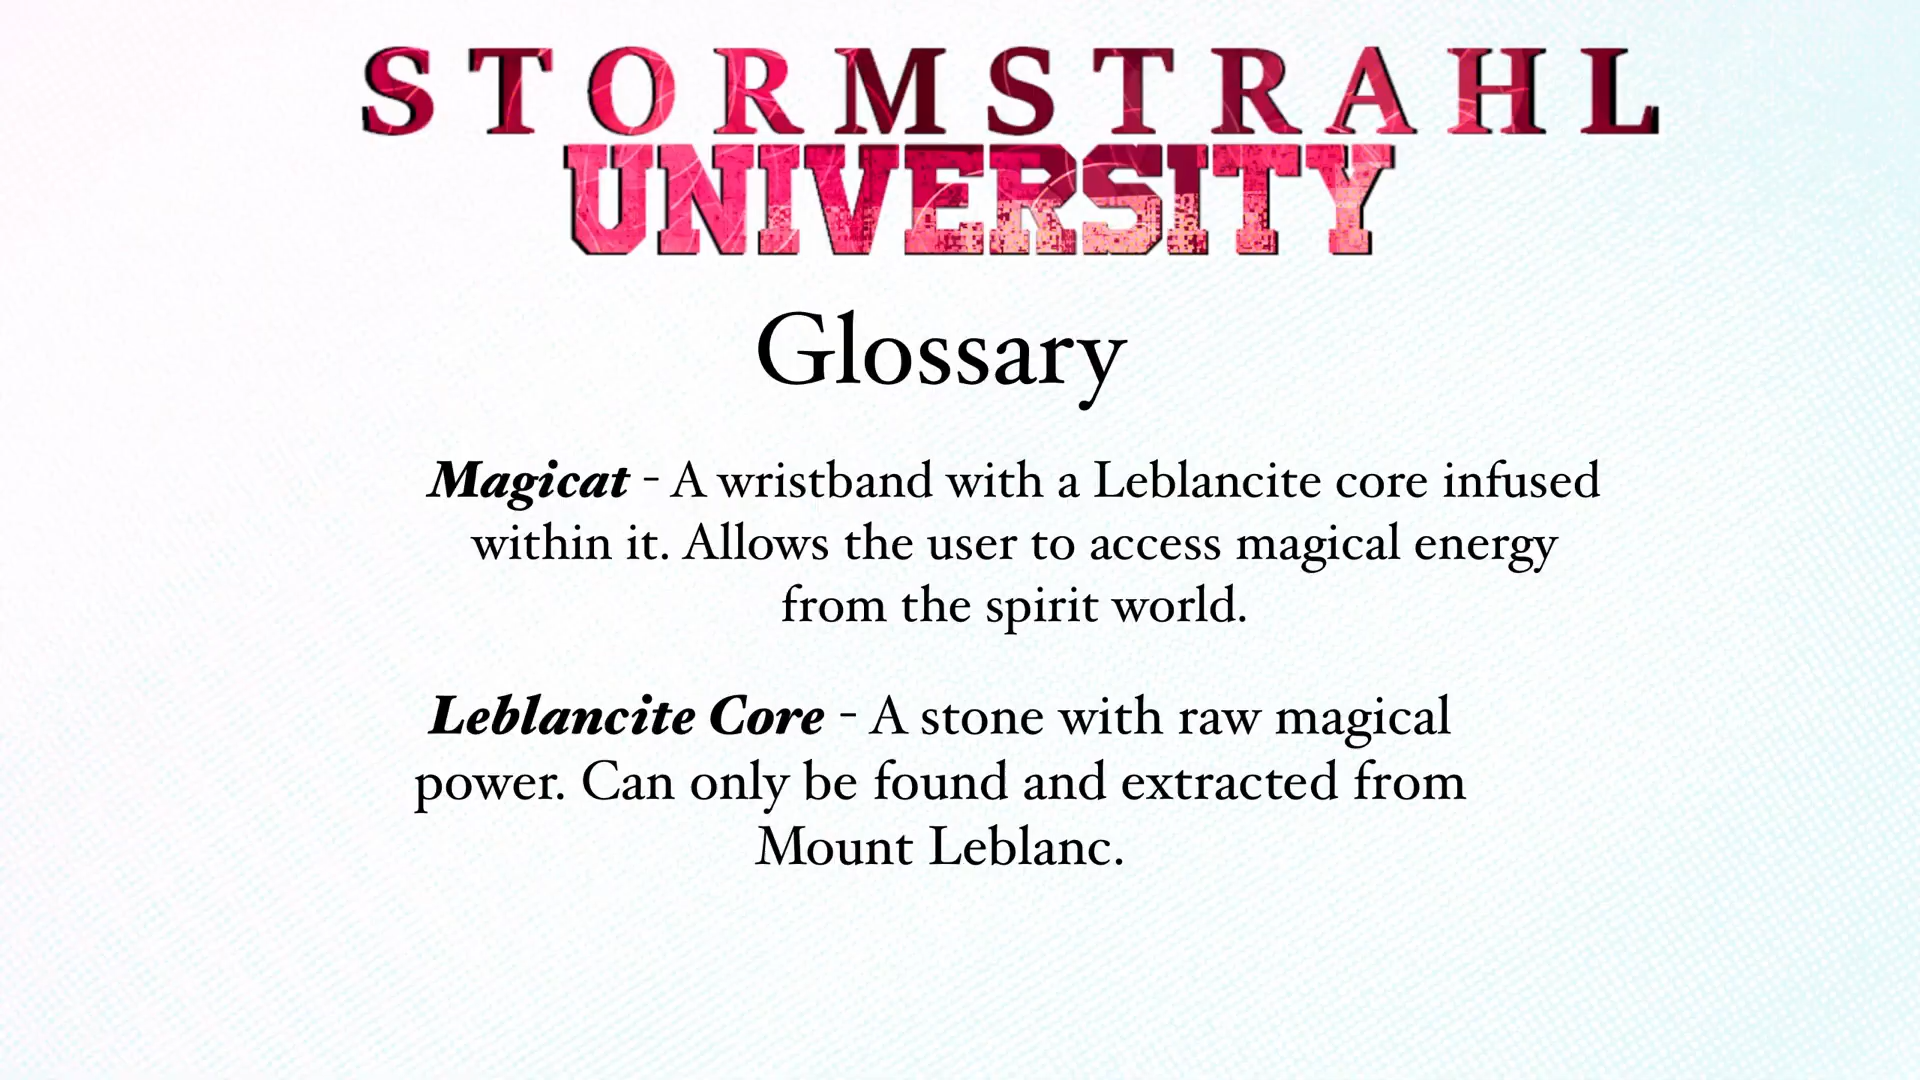 STORMSTRAHL
UNIVERSITY
Glossary
Magicat - A wristband with a Leblancite core infused
within it. Allows the user to access magical energy
from the spirit world.
Leblancite Core - A stone with raw magical
power. Can only be found and extracted from
Mount Leblanc.